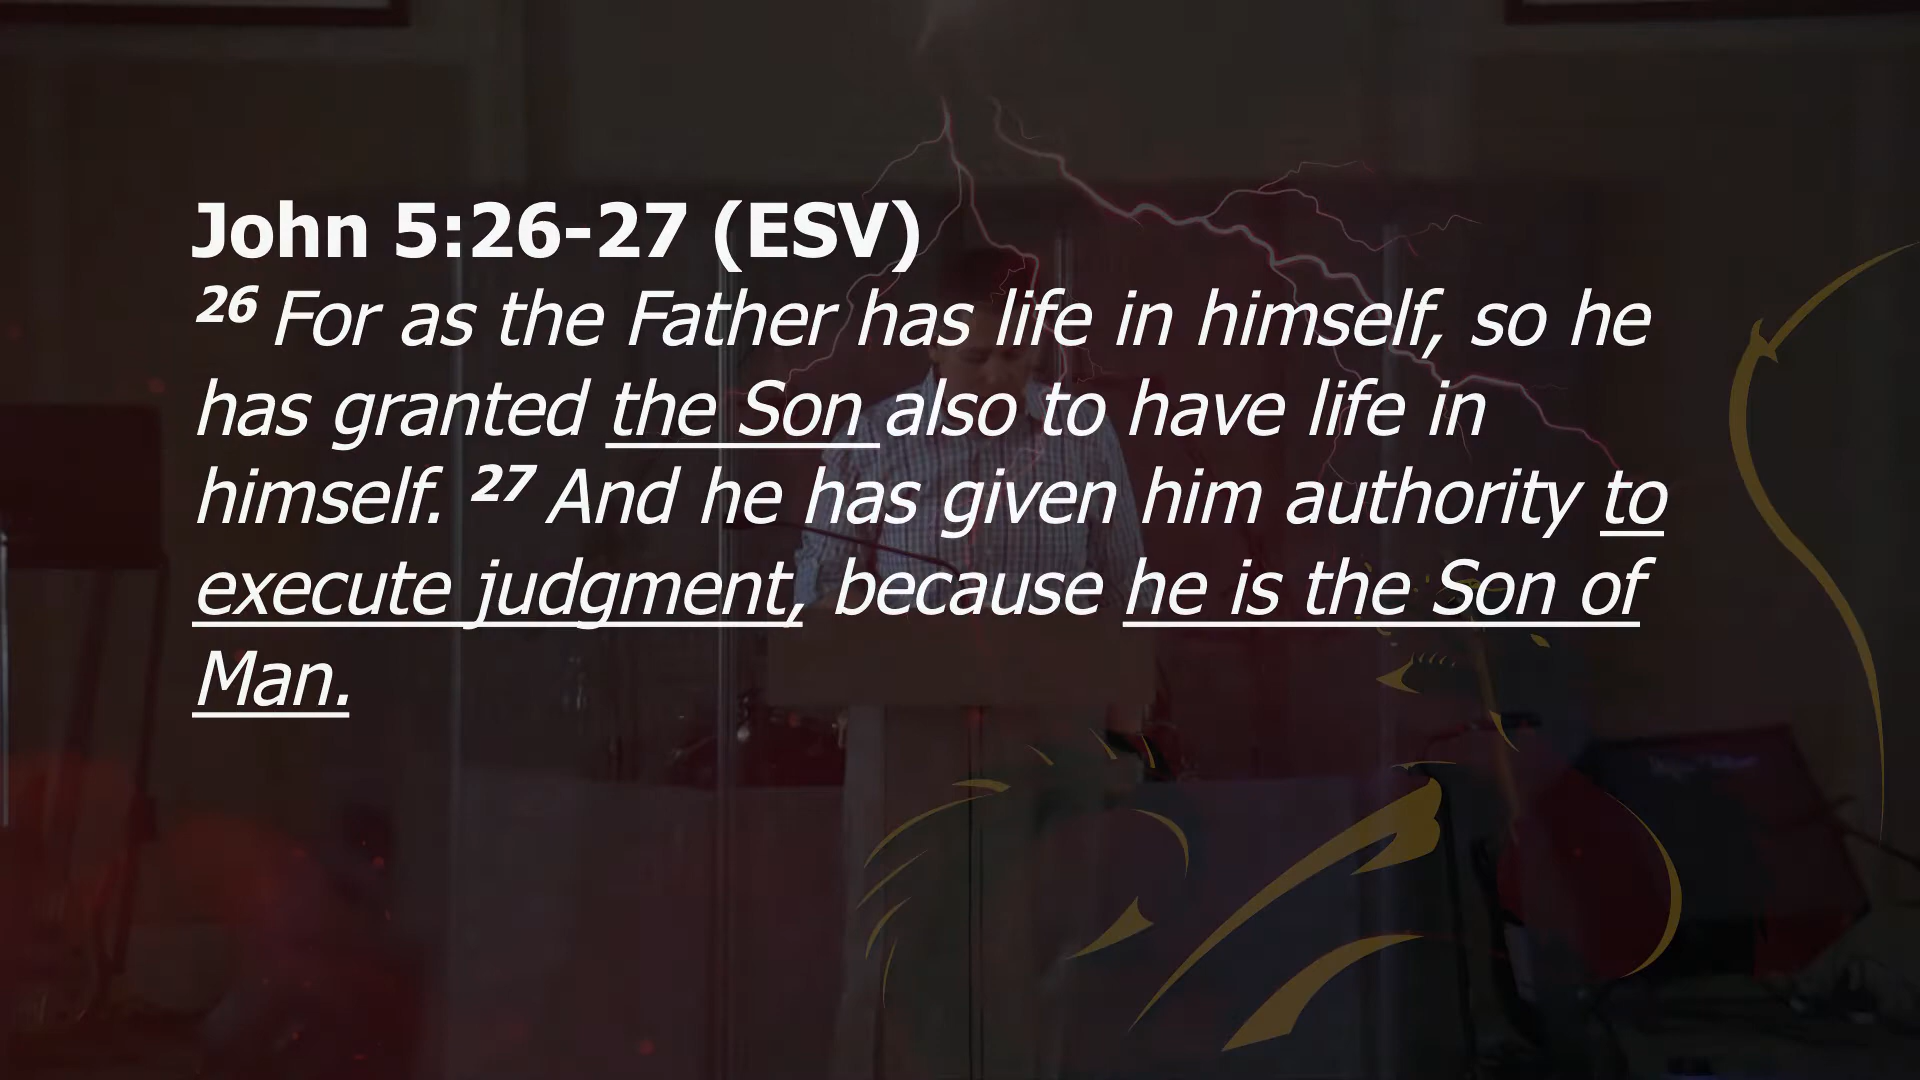 John 5:26-27 (ESV)
26 For as the Father has life in himself, so he
has granted the Son also to have life in
himself. 27 And he has given him authority to
execute judgment, because he is the Son of
Man.